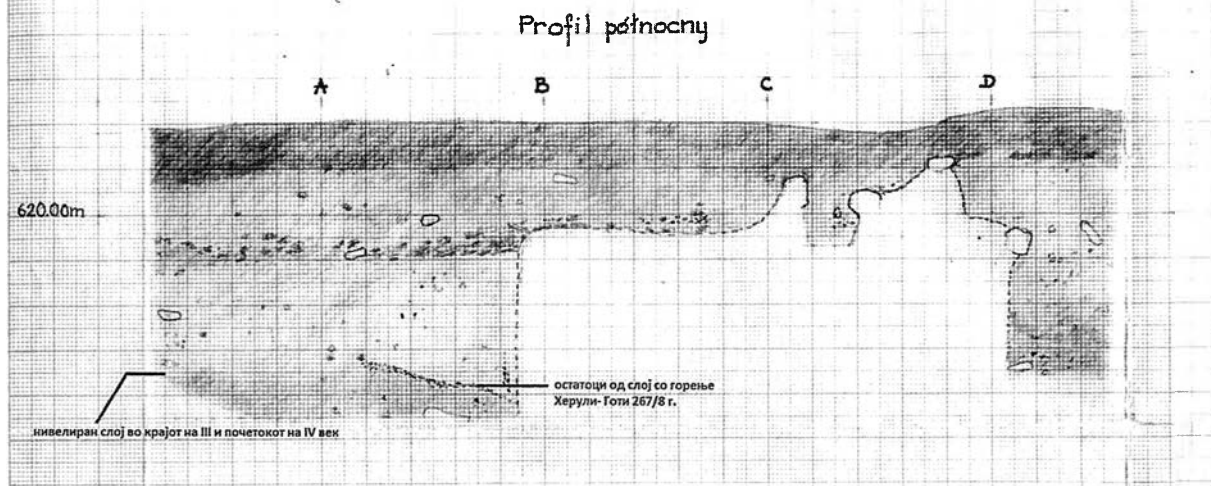 Profil północny
A B C D
620.00m
остатоци од слој со горење
Херули- Готи 267/8 г.
нивелиран слој во крајот на III и почетокот на IV век